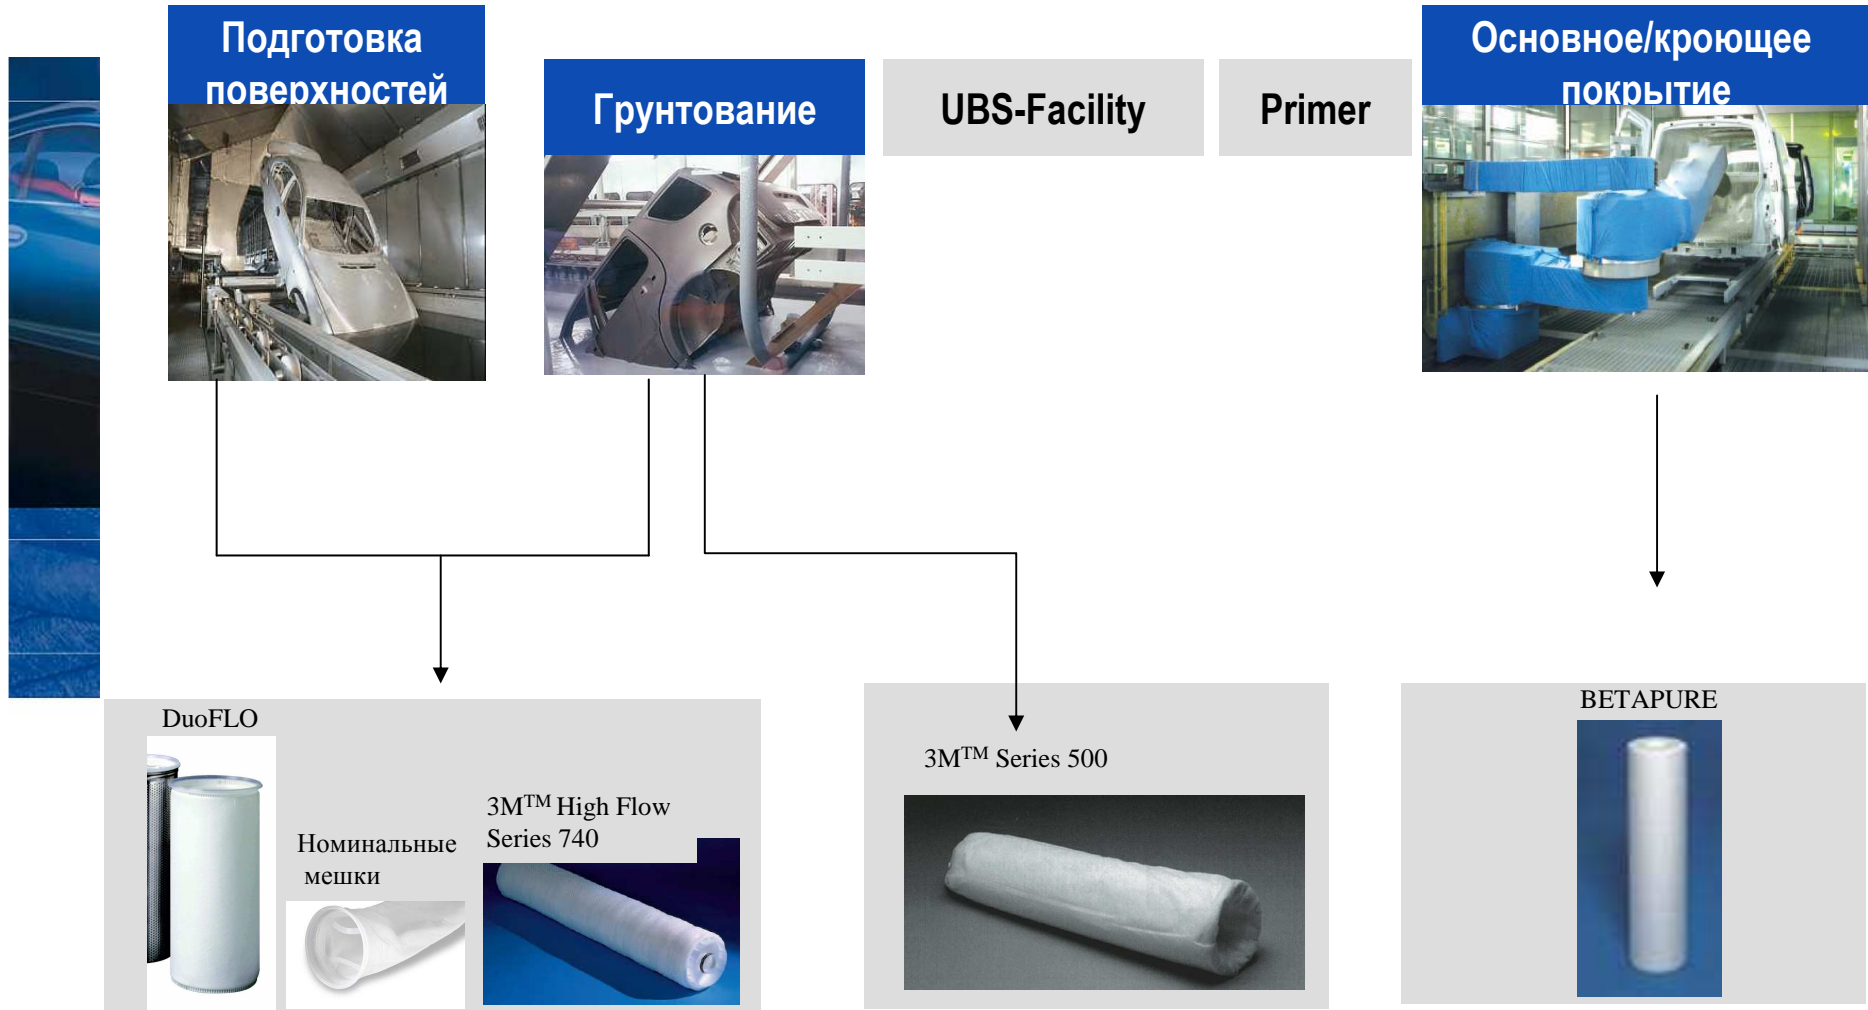 Подготовка
поверхностей
Грунтование
UBS-Facility
Primer
Основное/кроющее
покрытие
DuoFLO
Номинальные
мешки
3M™ High Flow
Series 740
3M™ Series 500
BETAPURE